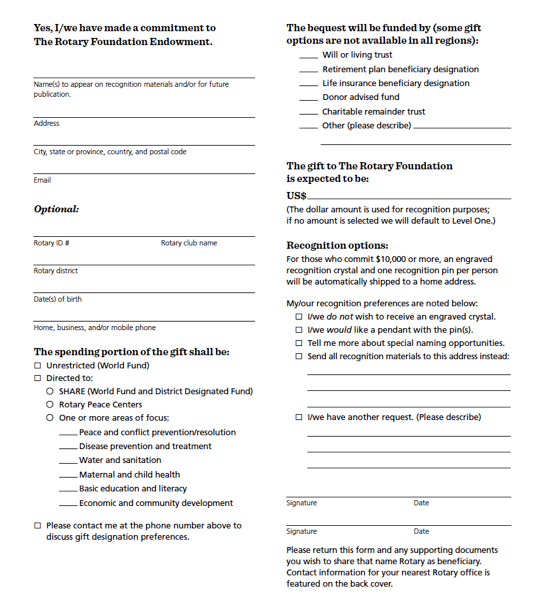 Yes, I/we have made a commitment to
The Rotary Foundation Endowment.
Name(s) to appear on recognition materials and/or for future
publication.
Address
City, state or province, country, and postal code
Email
Optional:
Rotary ID # Rotary club name
Rotary district
Date(s) of birth
Home, business, and/or mobile phone
The spending portion of the gift shall be:
Unrestricted (World Fund)
Directed to:
SHARE (World Fund and District Designated Fund)
Rotary Peace Centers
One or more areas of focus:
Peace and conflict prevention/resolution
Disease prevention and treatment
Water and sanitation
Maternal and child health
Basic education and literacy
Economic and community development
Please contact me at the phone number above to
discuss gift designation preferences.
The bequest will be funded by (some gift
options are not available in all regions):
Will or living trust
Retirement plan beneficiary designation
Life insurance beneficiary designation
Donor advised fund
Charitable remainder trust
Other (please describe)
The gift to The Rotary Foundation
is expected to be:
US$
(The dollar amount is used for recognition purposes;
if no amount is selected we will default to Level One.)
Recognition options:
For those who commit $10,000 or more, an engraved
recognition crystal and one recognition pin per person
will be automatically shipped to a home address.
My/our recognition preferences are noted below:
I/we do not wish to receive an engraved crystal.
I/we would like a pendant with the pin(s).
Tell me more about special naming opportunities.
Send all recognition materials to this address instead:
I/we have another request. (Please describe)
Signature Date
Signature Date
Please return this form and any supporting documents
you wish to share that name Rotary as beneficiary.
Contact information for your nearest Rotary office is
featured on the back cover.